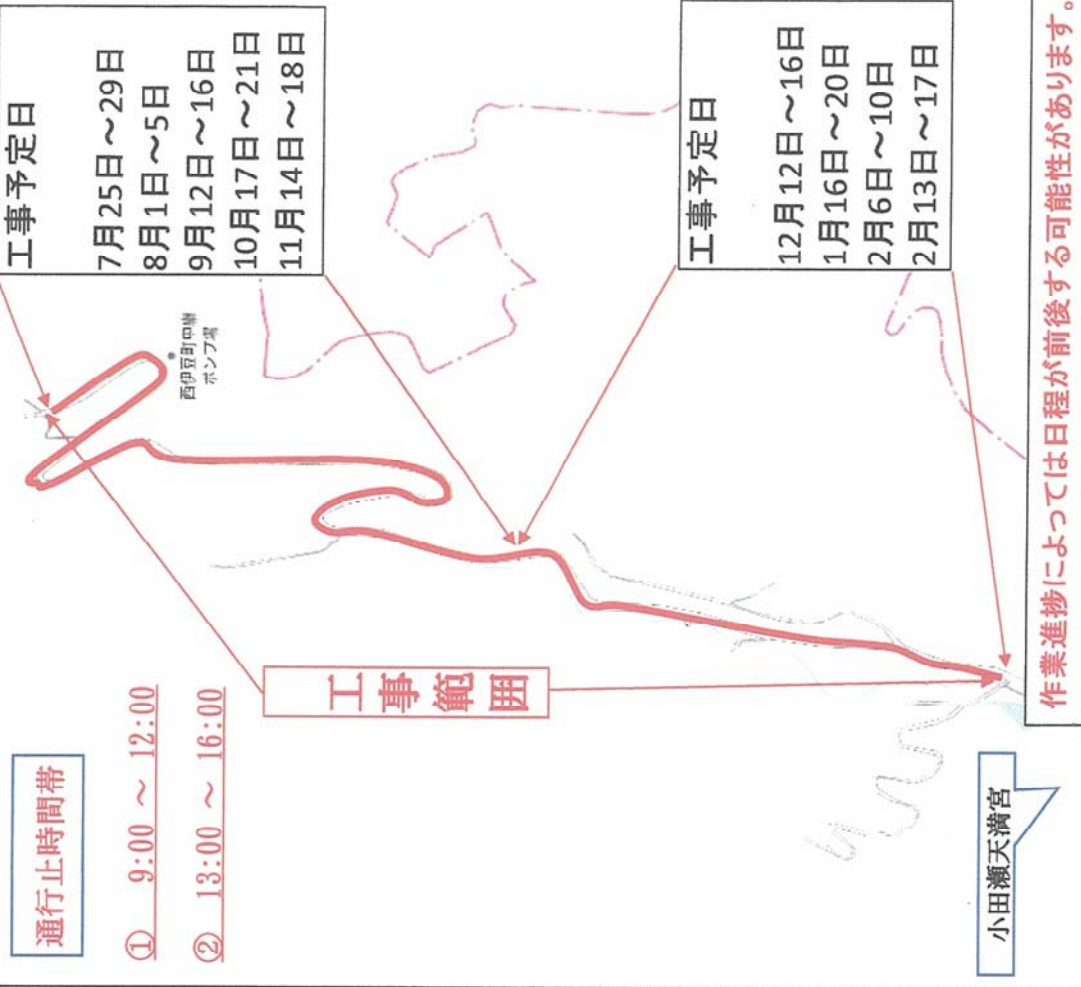 通行止時間帯
① 9:00 ～ 12:00
② 13:00 ～ 16:00
工事範囲
工事予定日
7月25日～29日
8月1日～5日
9月12日～16日
10月17日～21日
11月14日～18日
西伊豆町中継
ポンプ場
工事予定日
12月12日～16日
1月16日～20日
2月6日～10日
2月13日～17日
小田瀬天満宮
作業進捗によっては日程が前後する可能性があります。